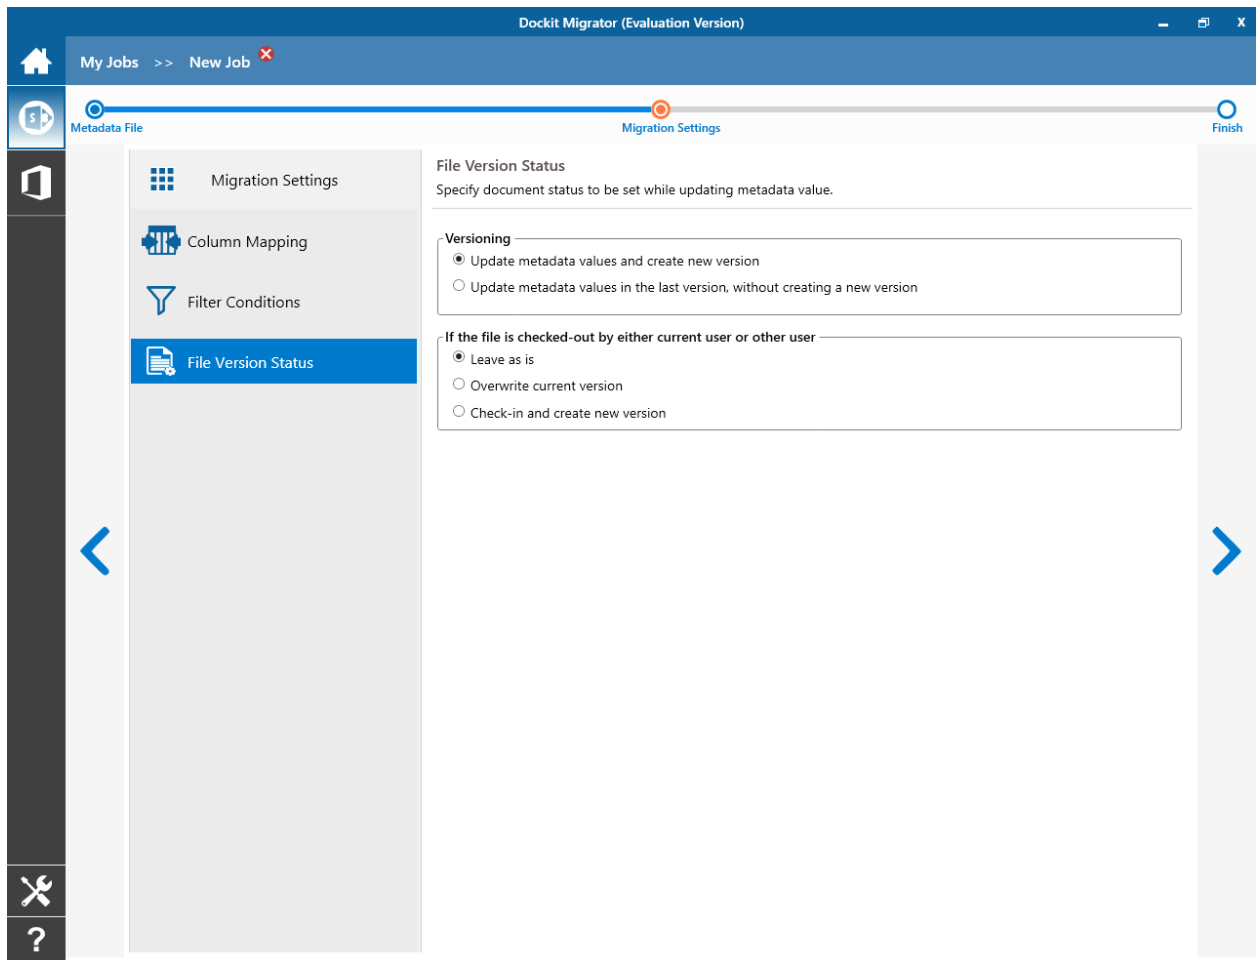 Dockit Migrator (Evaluation Version)
X
My Jobs >> New Job
S
Metadata File
Migration Settings
Finish
Migration Settings
Column Mapping
Filter Conditions
File Version Status
File Version Status
Specify document status to be set while updating metadata value.
Versioning
Update metadata values and create new version
Update metadata values in the last version, without creating a new version
If the file is checked-out by either current user or other user
Leave as is
Overwrite current version
Check-in and create new version
?